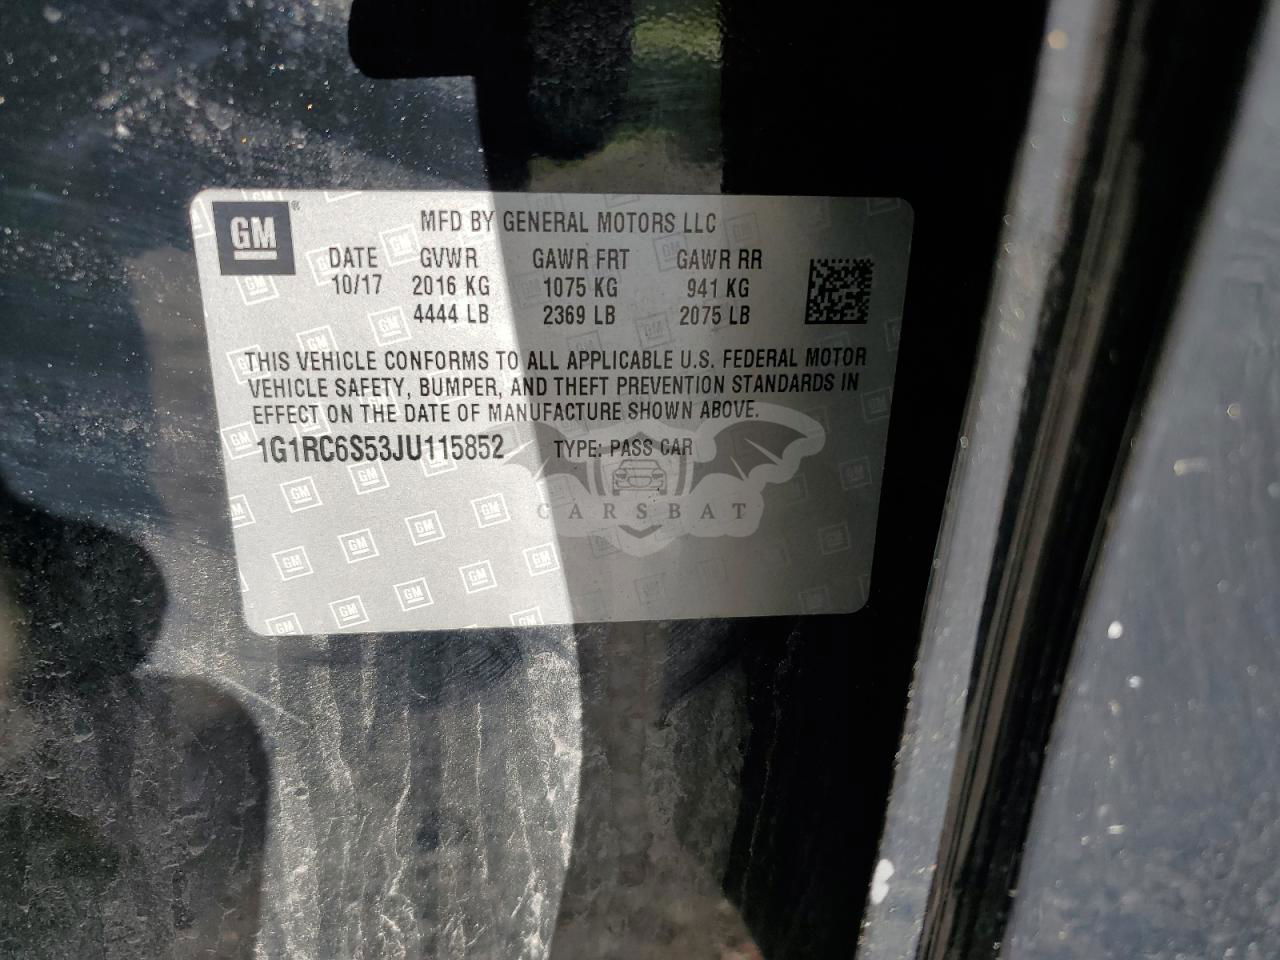 GM®
MFD BY GENERAL MOTORS LLC
DATE GVWR GAWR FRT GAWR RR
10/17 2016 KG 1075 KG 941 KG
4444 LB 2369 LB 2075 LB
THIS VEHICLE CONFORMS TO ALL APPLICABLE U.S. FEDERAL MOTOR
VEHICLE SAFETY, BUMPER, AND THEFT PREVENTION STANDARDS IN
EFFECT ON THE DATE OF MANUFACTURE SHOWN ABOVE.
1G1RC6S53JU115852 TYPE: PASS CAR
CARSBAT